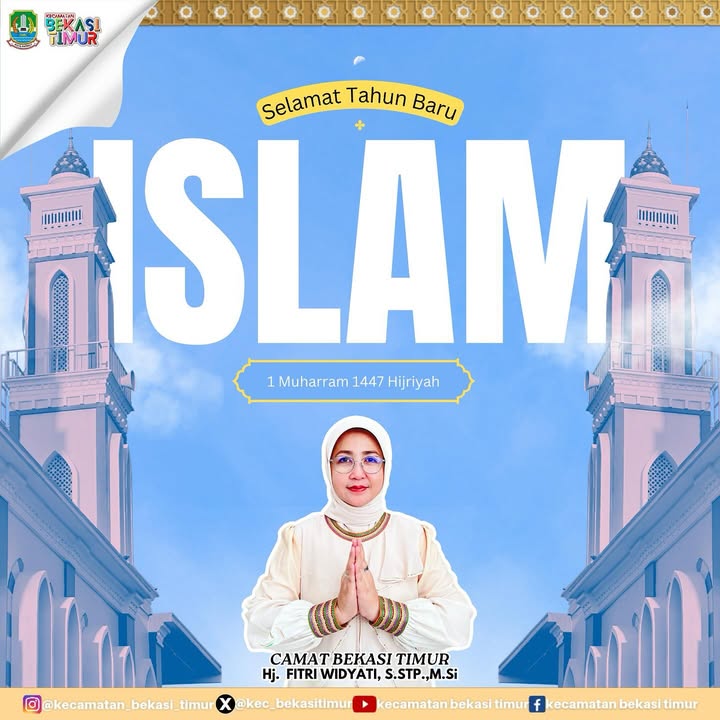 KECAMATAN
BEKASI
TIMUR
Selamat Tahun Baru
ISLAM
1 Muharram 1447 Hijriyah
CAMAT BEKASI TIMUR
Hj. FITRI WIDYATI, S.STP.,M.Si
@kecamatan_bekasi_timur @kec_bekasitimur kecamatan bekasi timur kecamatan bekasi timur